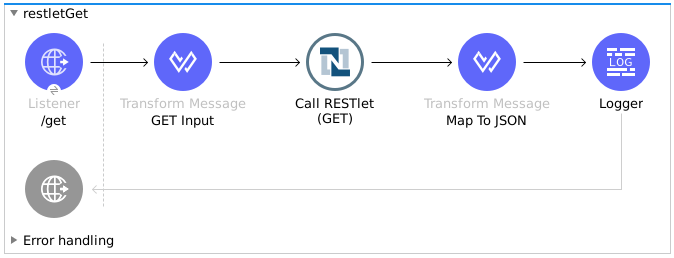 restletGet
Listener
/get
Transform Message
GET Input
Call RESTlet
(GET)
Transform Message
Map To JSON
LOG
Logger
Error handling